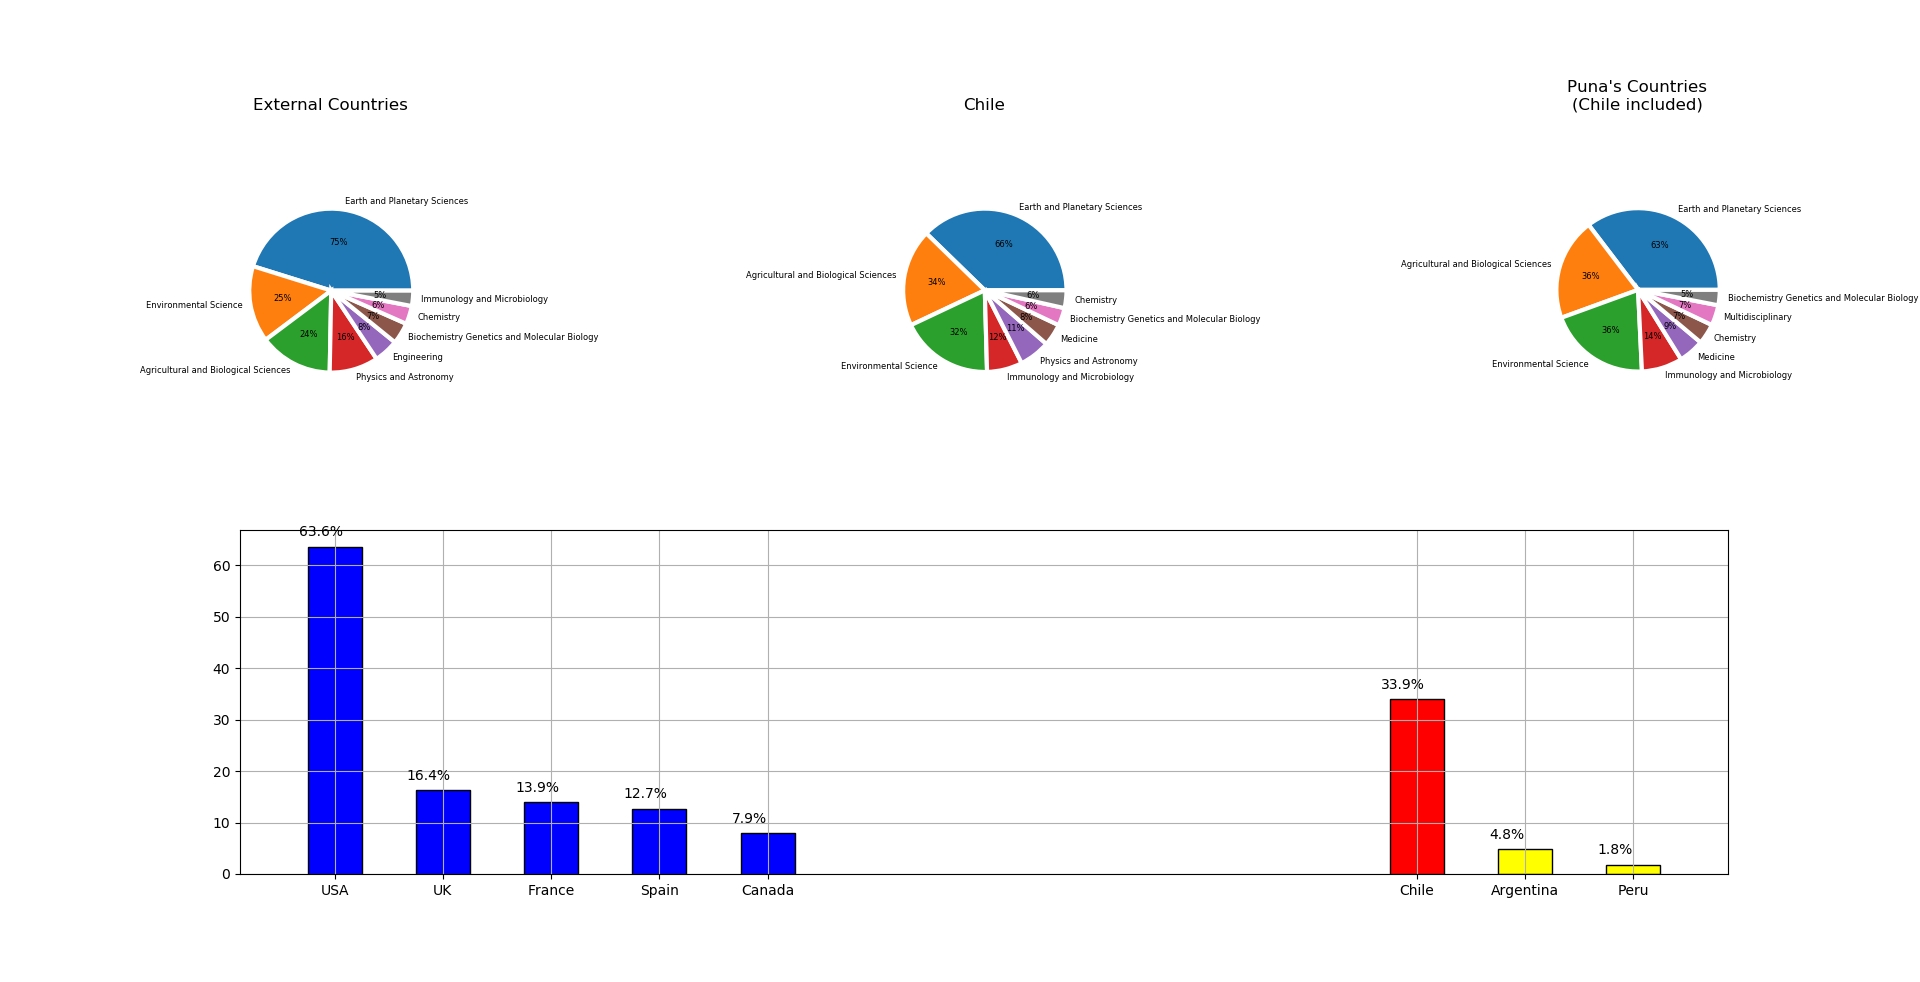 External Countries
Earth and Planetary Sciences
75%
Environmental Science
25%
Agricultural and Biological Sciences
24%
Physics and Astronomy
16%
Engineering
8%
Biochemistry Genetics and Molecular Biology
7%
Chemistry
6%
Immunology and Microbiology
5%
Chile
Earth and Planetary Sciences
66%
Agricultural and Biological Sciences
34%
Environmental Science
32%
Immunology and Microbiology
12%
Physics and Astronomy
11%
Medicine
8%
Biochemistry Genetics and Molecular Biology
6%
Chemistry
6%
Puna's Countries
(Chile included)
Earth and Planetary Sciences
63%
Agricultural and Biological Sciences
36%
Environmental Science
36%
Immunology and Microbiology
14%
Medicine
9%
Chemistry
7%
Multidisciplinary
7%
Biochemistry Genetics and Molecular Biology
5%
60
50
40
30
20
10
0
63.6%
16.4%
13.9%
12.7%
7.9%
33.9%
4.8%
1.8%
USA
UK
France
Spain
Canada
Chile
Argentina
Peru